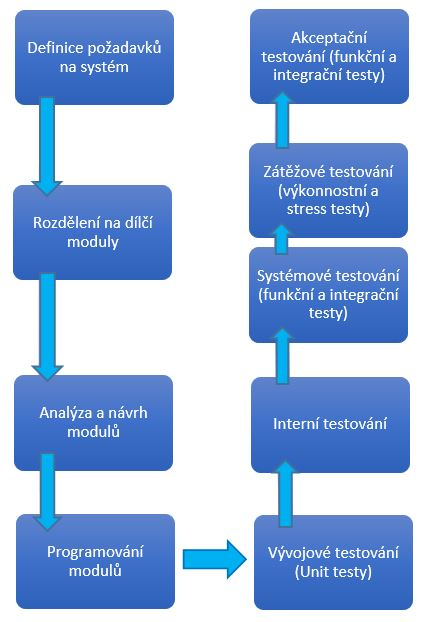 Definice požadavků
na systém
Rozdělení na dílčí
moduly
Analýza a návrh
modulů
Programování
modulů
Vývojové testování
(Unit testy)
Interní testování
Systémové testování
(funkční a integrační
testy)
Zátěžové testování
(výkonnostní a
stress testy)
Akceptační
testování (funkční a
integrační testy)